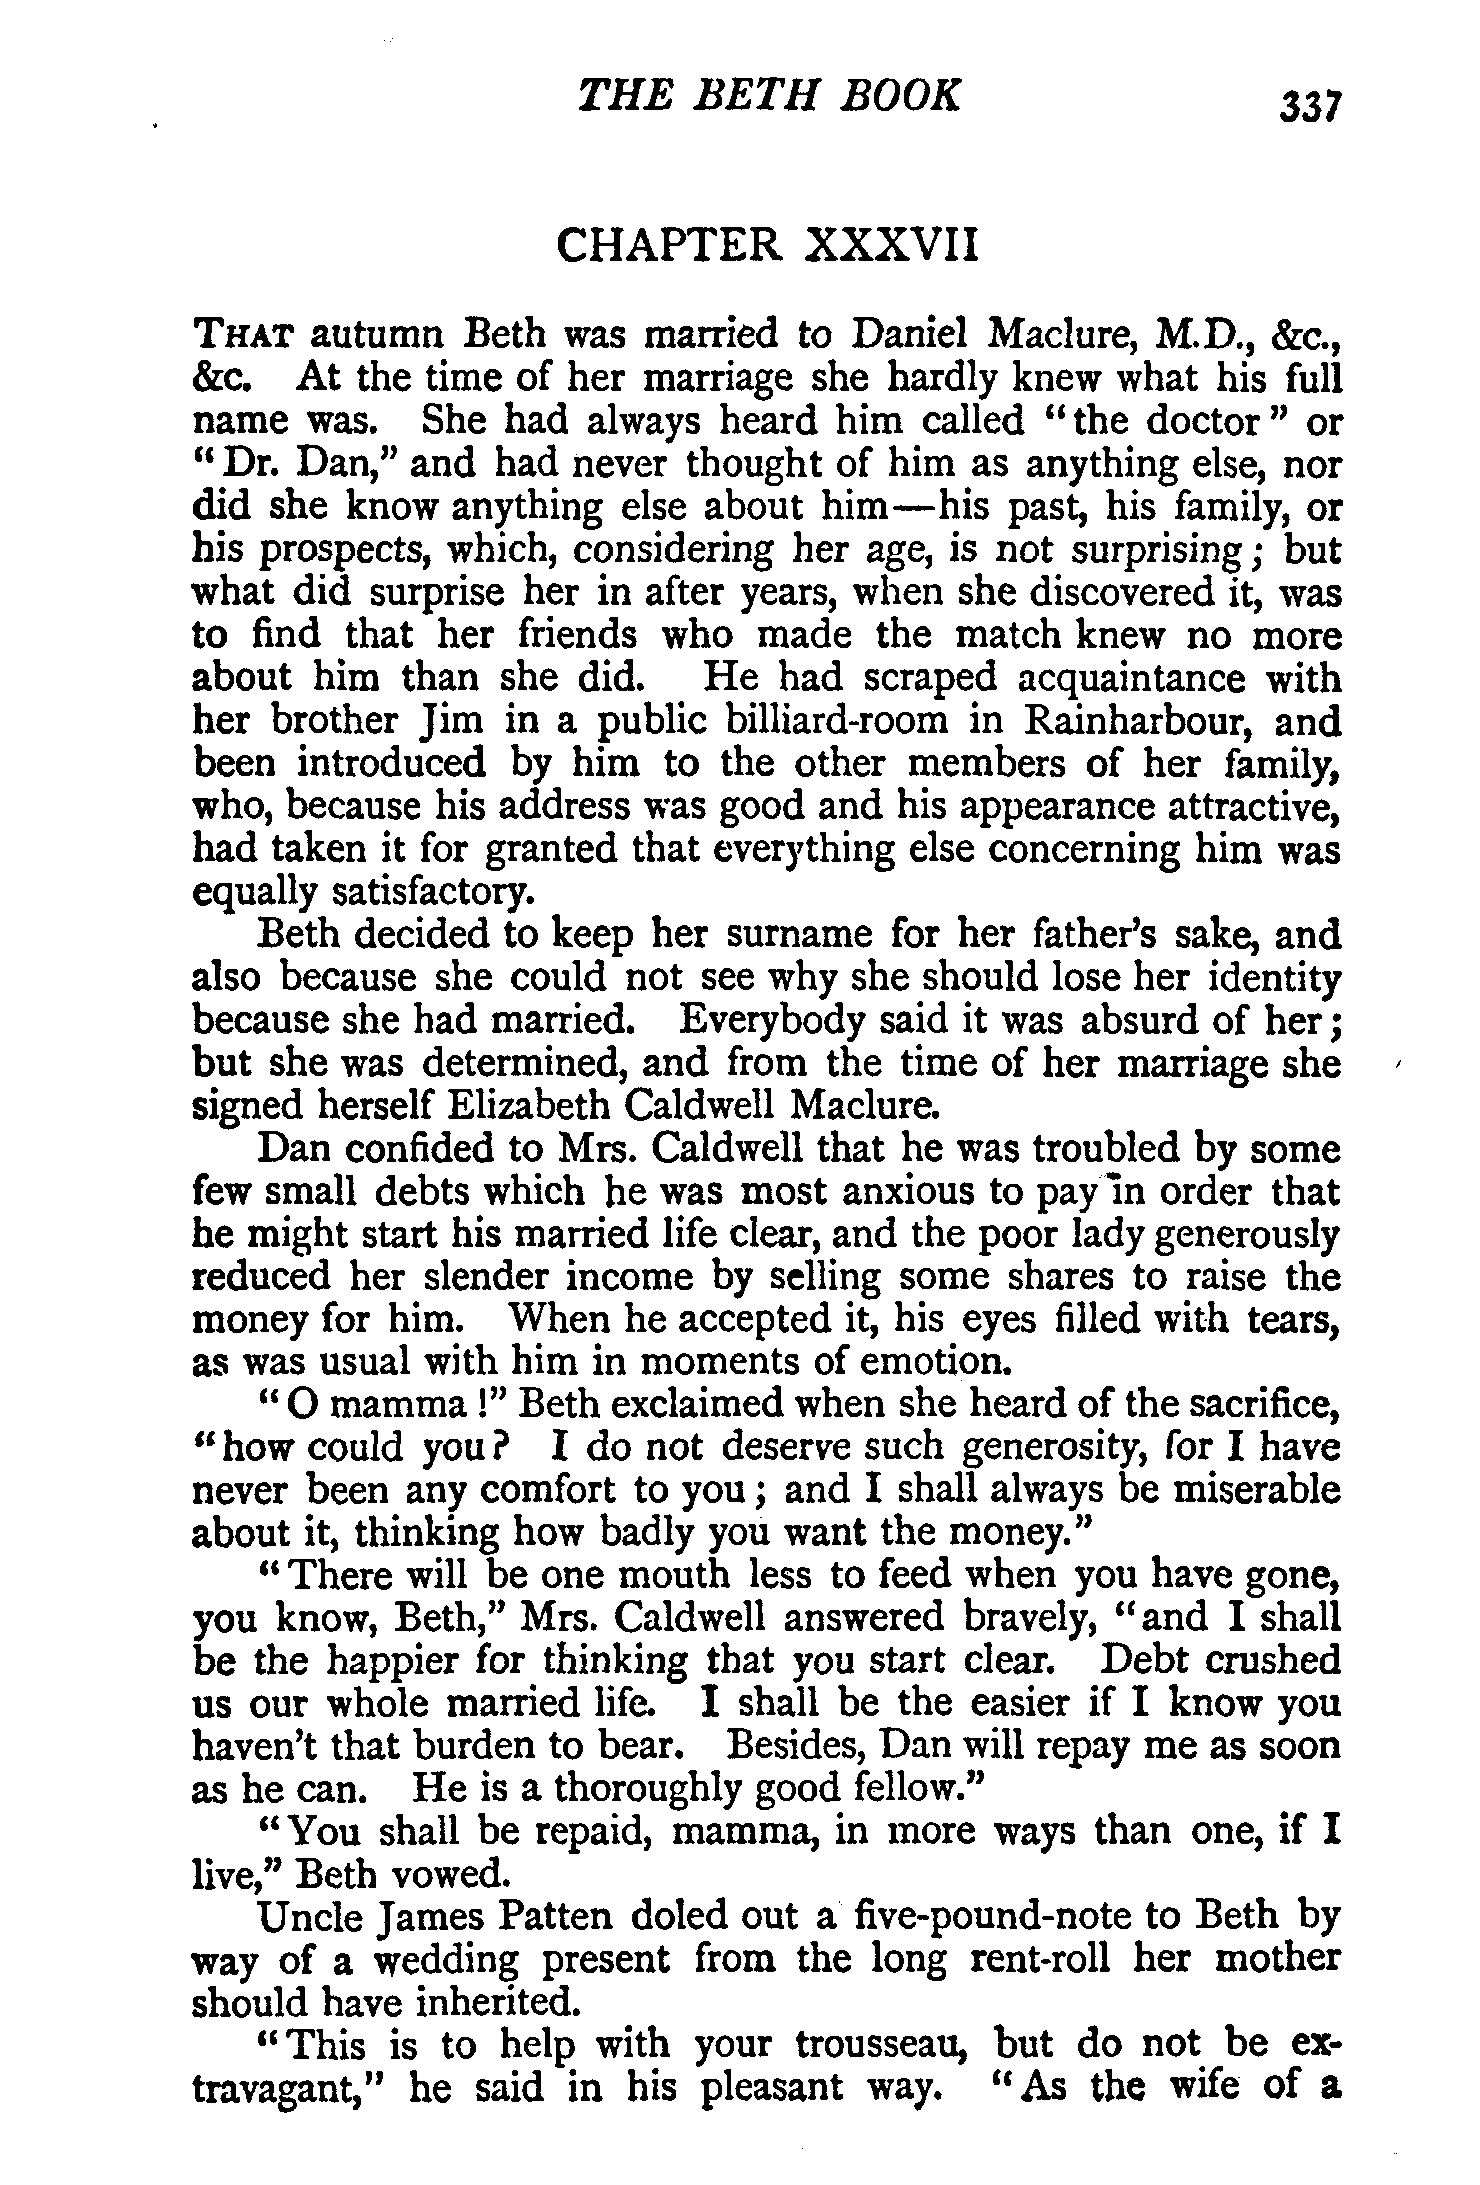 THE BETH BOOK
337
CHAPTER XXXVII
THAT autumn Beth was married to Daniel Maclure, M.D., &c.,
&c. At the time of her marriage she hardly knew what his full
name was. She had always heard him called "the doctor" or
"Dr. Dan," and had never thought of him as anything else, nor
did she know anything else about him—his past, his family, or
his prospects, which, considering her age, is not surprising; but
what did surprise her in after years, when she discovered it, was
to find that her friends who made the match knew no more
about him than she did. He had scraped acquaintance with
her brother Jim in a public billiard-room in Rainharbour, and
been introduced by him to the other members of her family,
who, because his address was good and his appearance attractive,
had taken it for granted that everything else concerning him was
equally satisfactory.
Beth decided to keep her surname for her father's sake, and
also because she could not see why she should lose her identity
because she had married. Everybody said it was absurd of her;
but she was determined, and from the time of her marriage she
signed herself Elizabeth Caldwell Maclure.
Dan confided to Mrs. Caldwell that he was troubled by some
few small debts which he was most anxious to pay in order that
he might start his married life clear, and the poor lady generously
reduced her slender income by selling some shares to raise the
money for him. When he accepted it, his eyes filled with tears,
as was usual with him in moments of emotion.
"O mamma!" Beth exclaimed when she heard of the sacrifice,
"how could you? I do not deserve such generosity, for I have
never been any comfort to you; and I shall always be miserable
about it, thinking how badly you want the money."
"There will be one mouth less to feed when you have gone,
you know, Beth," Mrs. Caldwell answered bravely, "and I shall
be the happier for thinking that you start clear. Debt crushed
us our whole married life. I shall be the easier if I know you
haven't that burden to bear. Besides, Dan will repay me as soon
as he can. He is a thoroughly good fellow."
"You shall be repaid, mamma, in more ways than one, if I
live," Beth vowed.
Uncle James Patten doled out a five-pound-note to Beth by
way of a wedding present from the long rent-roll her mother
should have inherited.
"This is to help with your trousseau, but do not be ex-
travagant," he said in his pleasant way. "As the wife of a